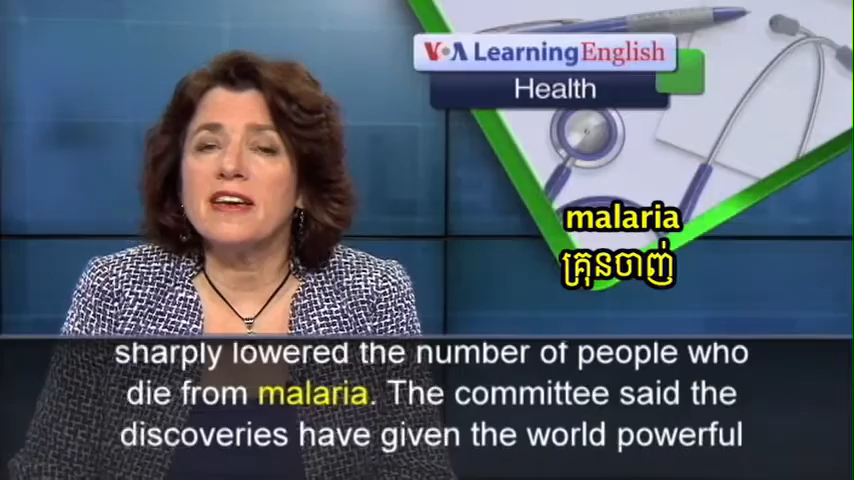 VOA Learning English
Health
malaria
គ្រុនចាញ់
sharply lowered the number of people who
die from malaria. The committee said the
discoveries have given the world powerful